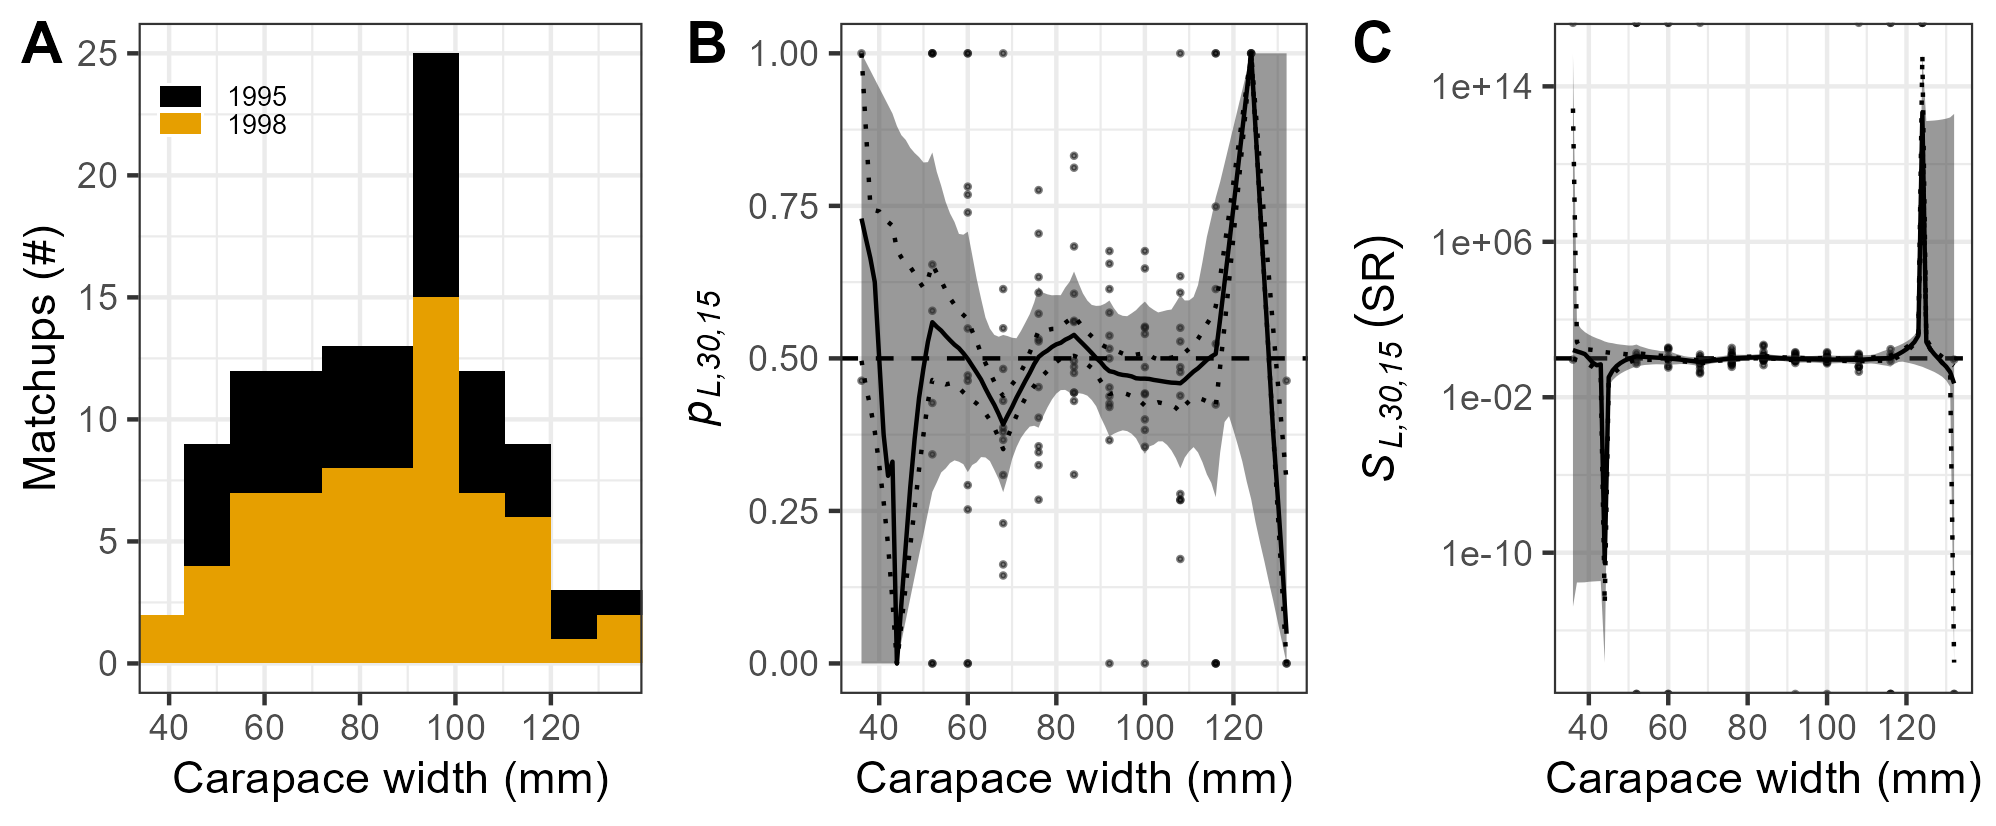 A
Matchups (#)
25
20
15
10
5
0
1995
1998
40 60 80 100 120
Carapace width (mm)
B
pL,30,15
1.00
0.75
0.50
0.25
0.00
40 60 80 100 120
Carapace width (mm)
C
SL,30,15 (SR)
1e+14
1e+06
1e-02
1e-10
40 60 80 100 120
Carapace width (mm)